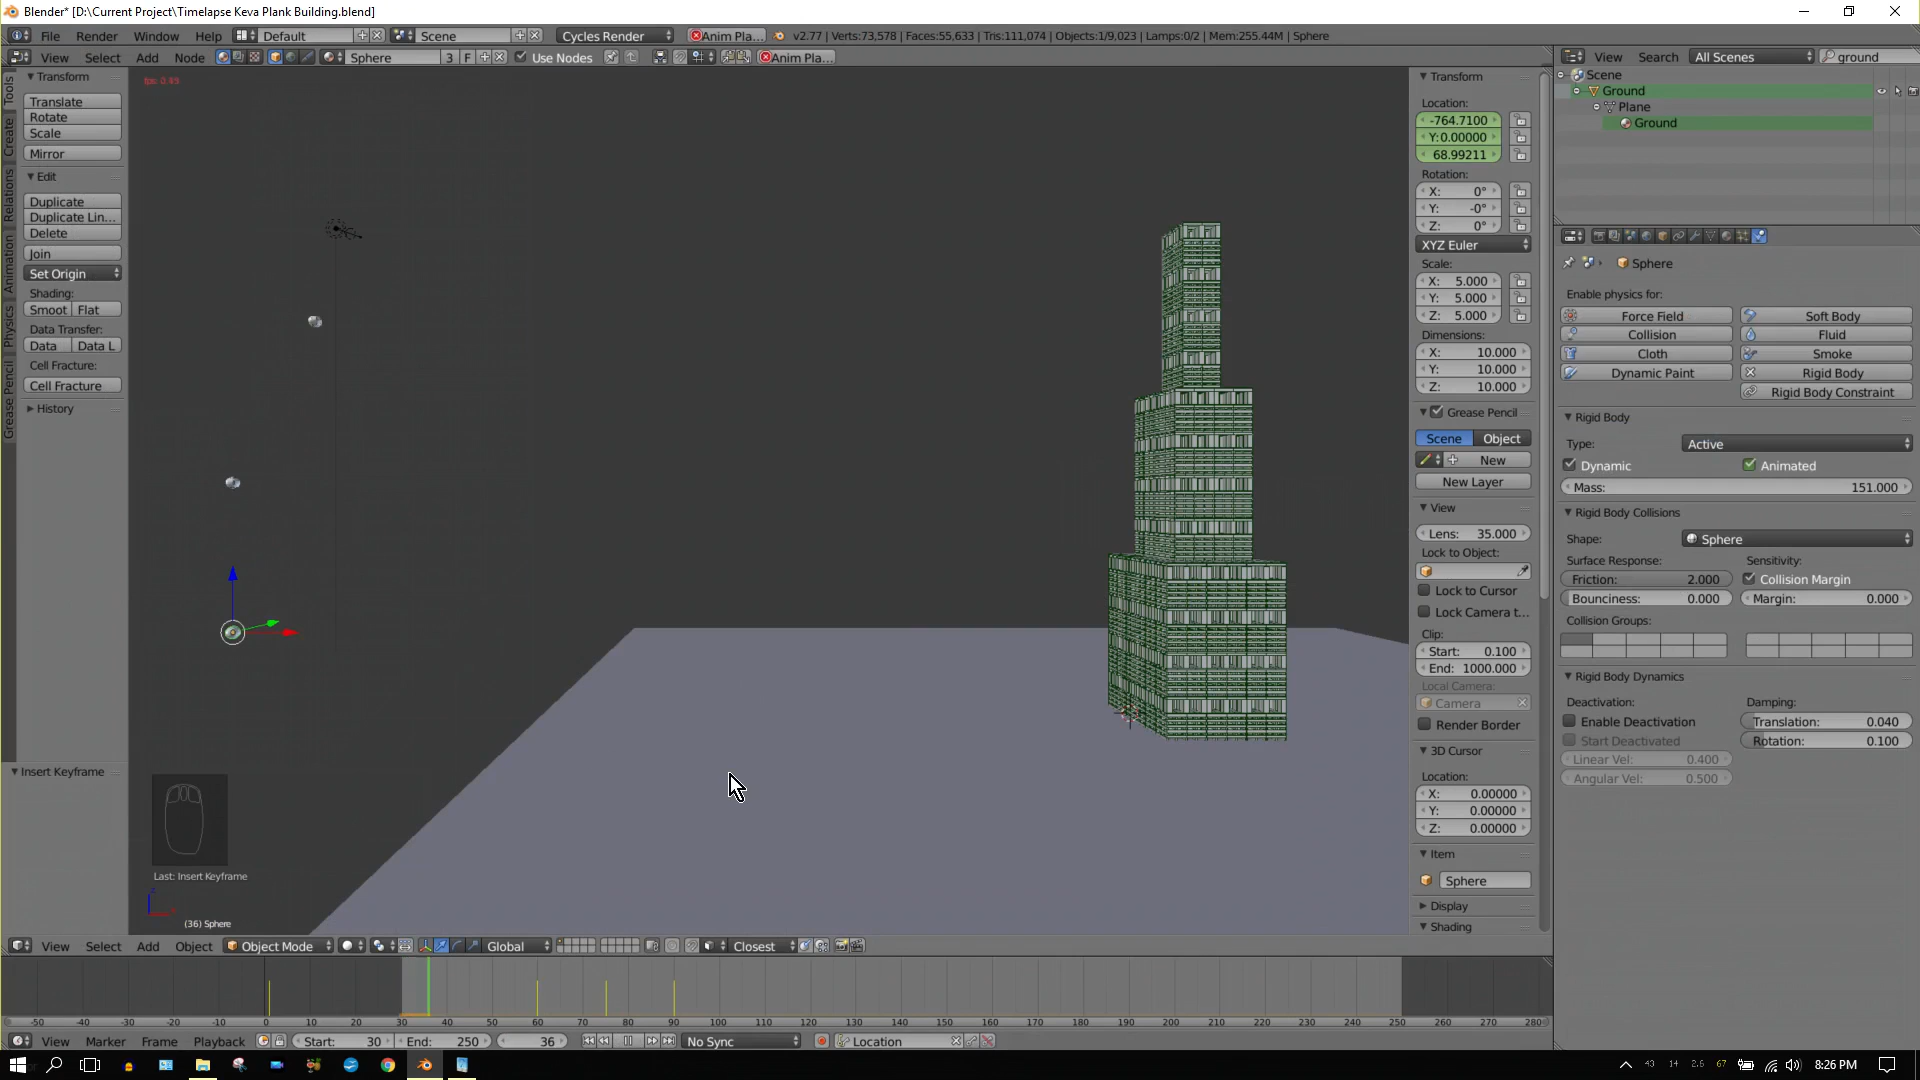 Blender* [D:\Current Project\Timelapse Keva Plank Building.blend]
File Render Window Help Default Scene Cycles Render Anim Pla... v2.77 | Verts:73,578 | Faces:55,633 | Tris:111,074 | Objects:1/9,023 | Lamps:0/2 | Mem:255.44M | Sphere
View Select Add Node Sphere 3 F Use Nodes Anim Pla...
View Search All Scenes ground
Scene
Ground
Plane
Ground
Tools
Create
Relations
Animation
Physics
Grease Pencil
Transform
Translate
Rotate
Scale
Mirror
Edit
Duplicate
Duplicate Lin...
Delete
Join
Set Origin
Shading:
Smoot Flat
Data Transfer:
Data Data L
Cell Fracture:
Cell Fracture
History
Insert Keyframe
Last: Insert Keyframe
(36) Sphere
Transform
Location:
-764.7100
Y: 0.00000
68.99211
Rotation:
X: 0°
Y: -0°
Z: 0°
XYZ Euler
Scale:
X: 5.000
Y: 5.000
Z: 5.000
Dimensions:
X: 10.000
Y: 10.000
Z: 10.000
Grease Pencil
Scene Object
New
New Layer
View
Lens: 35.000
Lock to Object:
Lock to Cursor
Lock Camera t...
Clip:
Start: 0.100
End: 1000.000
Local Camera:
Camera
Render Border
3D Cursor
Location:
X: 0.00000
Y: 0.00000
Z: 0.00000
Item
Sphere
Display
Shading
Sphere
Enable physics for:
Force Field Soft Body
Collision Fluid
Cloth Smoke
Dynamic Paint Rigid Body
Rigid Body Constraint
Rigid Body
Type: Active
Dynamic Animated
Mass: 151.000
Rigid Body Collisions
Shape: Sphere
Surface Response: Sensitivity:
Friction: 2.000 Collision Margin
Bounciness: 0.000 Margin: 0.000
Collision Groups:
Rigid Body Dynamics
Deactivation: Damping:
Enable Deactivation Translation: 0.040
Start Deactivated Rotation: 0.100
Linear Vel: 0.400
Angular Vel: 0.500
View Select Add Object Object Mode Global Closest
-50 -40 -30 -20 -10 0 10 20 30 40 50 60 70 80 90 100 110 120 130 140 150 160 170 180 190 200 210 220 230 240 250 260 270 280
View Marker Frame Playback Start: 30 End: 250 36 No Sync Location
43 14 2.6 67 8:26 PM